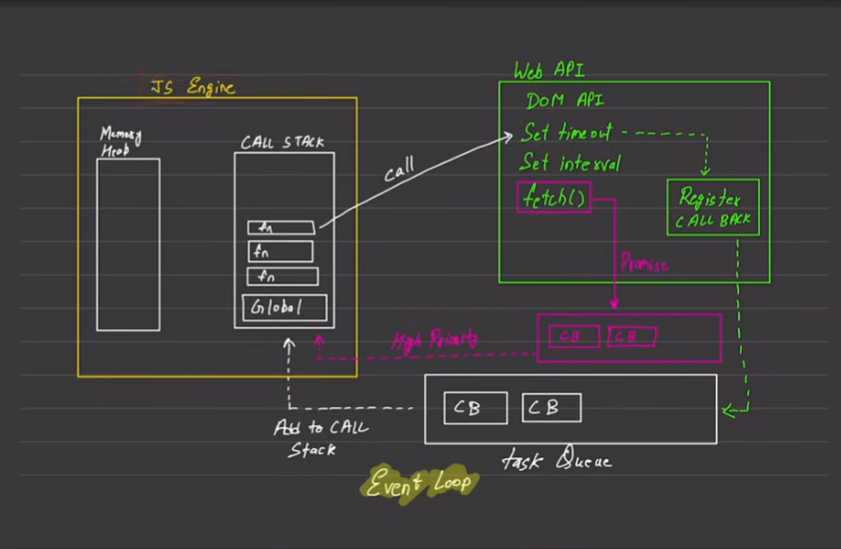 JS Engine
Memory
Heap
CALL STACK
fn
fn
fn
Global
call
Web API
DOM API
Set timeout
Set interval
fetch()
Register
CALL BACK
Promise
CB CB
High Priority
CB CB
Add to CALL
Stack
task Queue
Event Loop